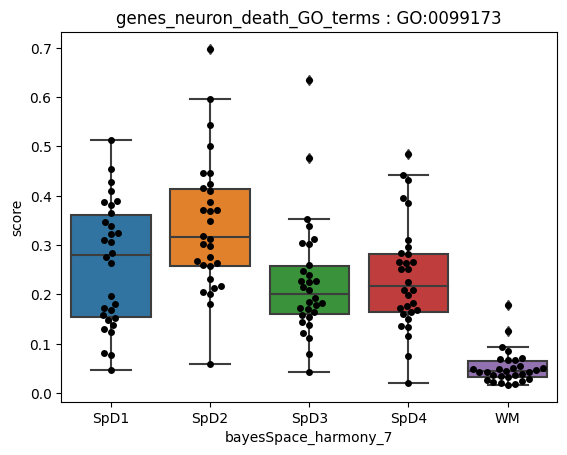 genes_neuron_death_GO_terms : GO:0099173
0.7
0.6
0.5
0.4
0.3
0.2
0.1
0.0
score
SpD1 SpD2 SpD3 SpD4 WM
bayesSpace_harmony_7